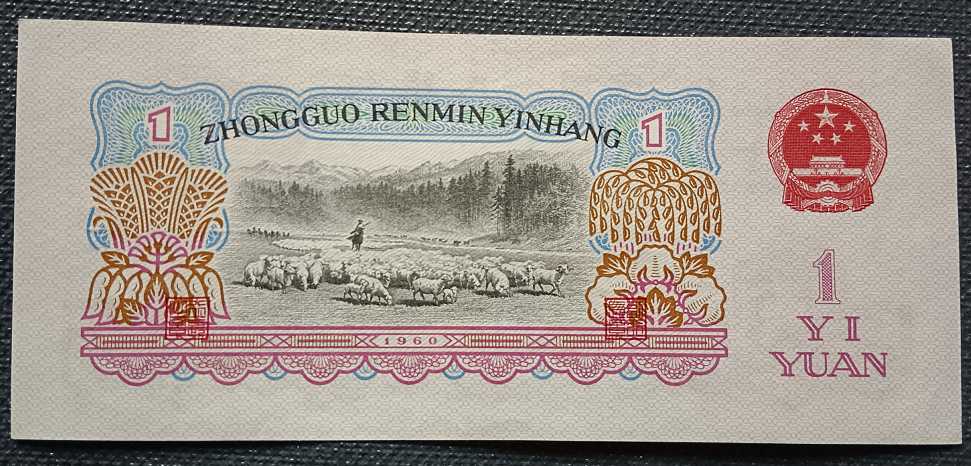 1
ZHONGGUO RENMIN YINHANG
1
1960
1
YI
YUAN